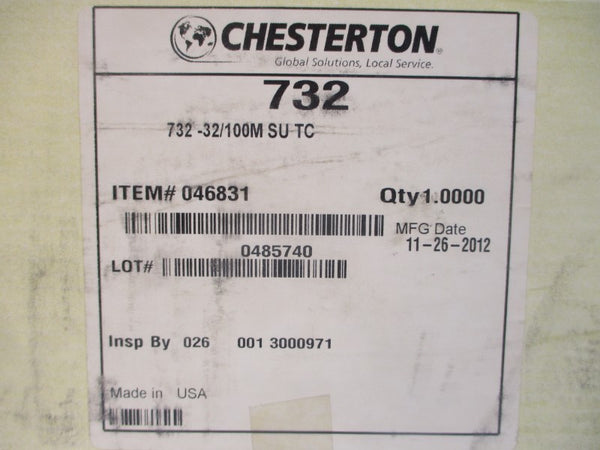 CHESTERTON®
Global Solutions, Local Service.
732
732 -32/100M SU TC
ITEM# 046831 Qty1.0000
MFG Date
11-26-2012
0485740
LOT#
Insp By 026 001 3000971
Made in USA